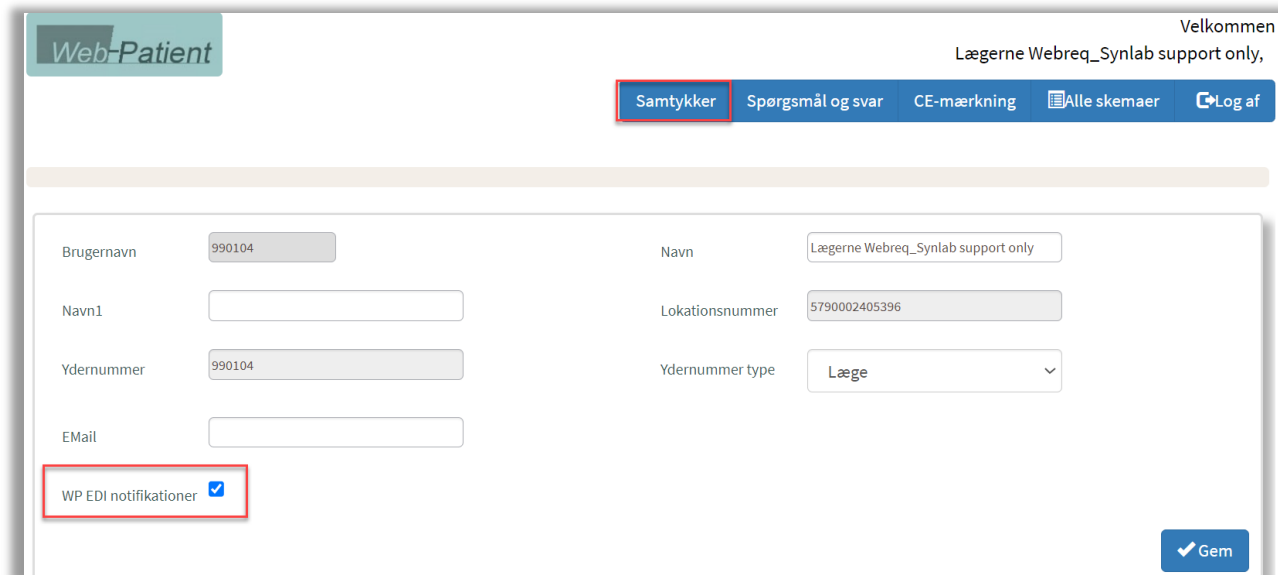 Web-Patient
Velkommen
Lægerne Webreq_Synlab support only,
Samtykker Spørgsmål og svar CE-mærkning Alle skemaer Log af
Brugernavn 990104 Navn Lægerne Webreq_Synlab support only
Navn1 Lokationsnummer 5790002405396
Ydernummer 990104 Ydernummer type Læge
EMail
WP EDI notifikationer
Gem